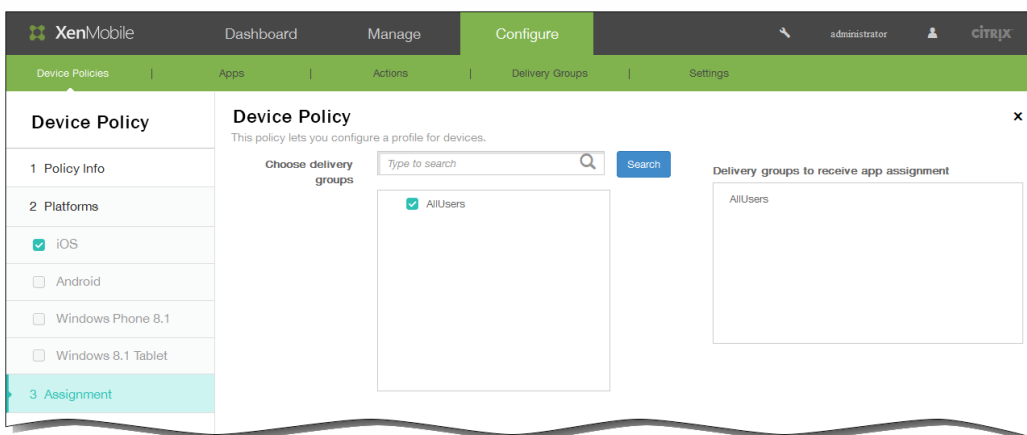 XenMobile Dashboard Manage Configure administrator CITRIX
Device Policies | Apps | Actions | Delivery Groups | Settings
Device Policy
1 Policy Info
2 Platforms
iOS
Android
Windows Phone 8.1
Windows 8.1 Tablet
3 Assignment
Device Policy
This policy lets you configure a profile for devices.
Choose delivery
groups
Type to search
Search
AllUsers
Delivery groups to receive app assignment
AllUsers